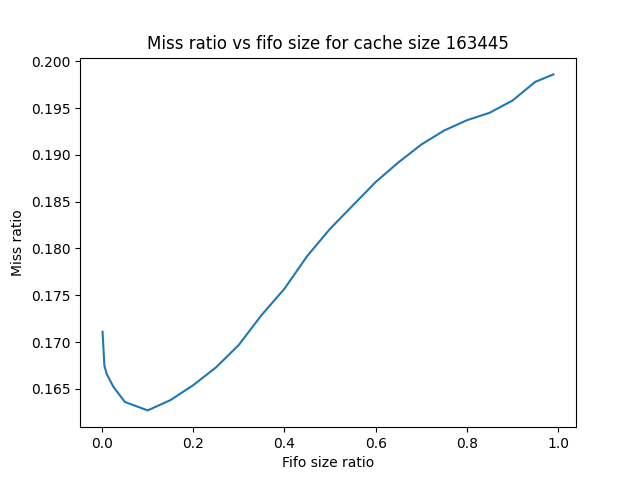 Miss ratio vs fifo size for cache size 163445
0.200
0.195
0.190
0.185
0.180
0.175
0.170
0.165
Miss ratio
0.0 0.2 0.4 0.6 0.8 1.0
Fifo size ratio